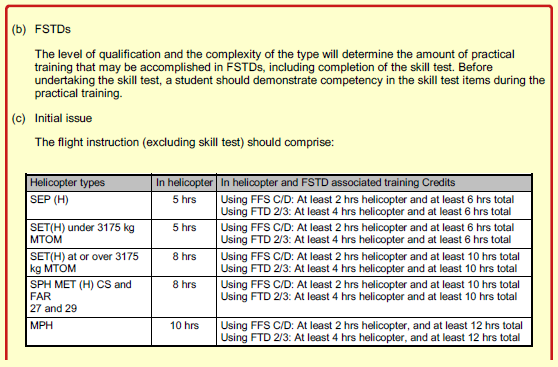 (b) FSTDs
The level of qualification and the complexity of the type will determine the amount of practical
training that may be accomplished in FSTDs, including completion of the skill test. Before
undertaking the skill test, a student should demonstrate competency in the skill test items during the
practical training.
(c) Initial issue
The flight instruction (excluding skill test) should comprise:
Helicopter types In helicopter In helicopter and FSTD associated training Credits
SEP (H) 5 hrs Using FFS C/D: At least 2 hrs helicopter and at least 6 hrs total
Using FTD 2/3: At least 4 hrs helicopter and at least 6 hrs total
SET(H) under 3175 kg 5 hrs Using FFS C/D: At least 2 hrs helicopter and at least 6 hrs total
MTOM Using FTD 2/3: At least 4 hrs helicopter and at least 6 hrs total
SET(H) at or over 3175 8 hrs Using FFS C/D: At least 2 hrs helicopter and at least 10 hrs total
kg MTOM Using FTD 2/3: At least 4 hrs helicopter and at least 10 hrs total
SPH MET (H) CS and 8 hrs Using FFS C/D: At least 2 hrs helicopter and at least 10 hrs total
FAR Using FTD 2/3: At least 4 hrs helicopter and at least 10 hrs total
27 and 29
MPH 10 hrs Using FFS C/D: At least 2 hrs helicopter, and at least 12 hrs total
Using FTD 2/3: At least 4 hrs helicopter, and at least 12 hrs total